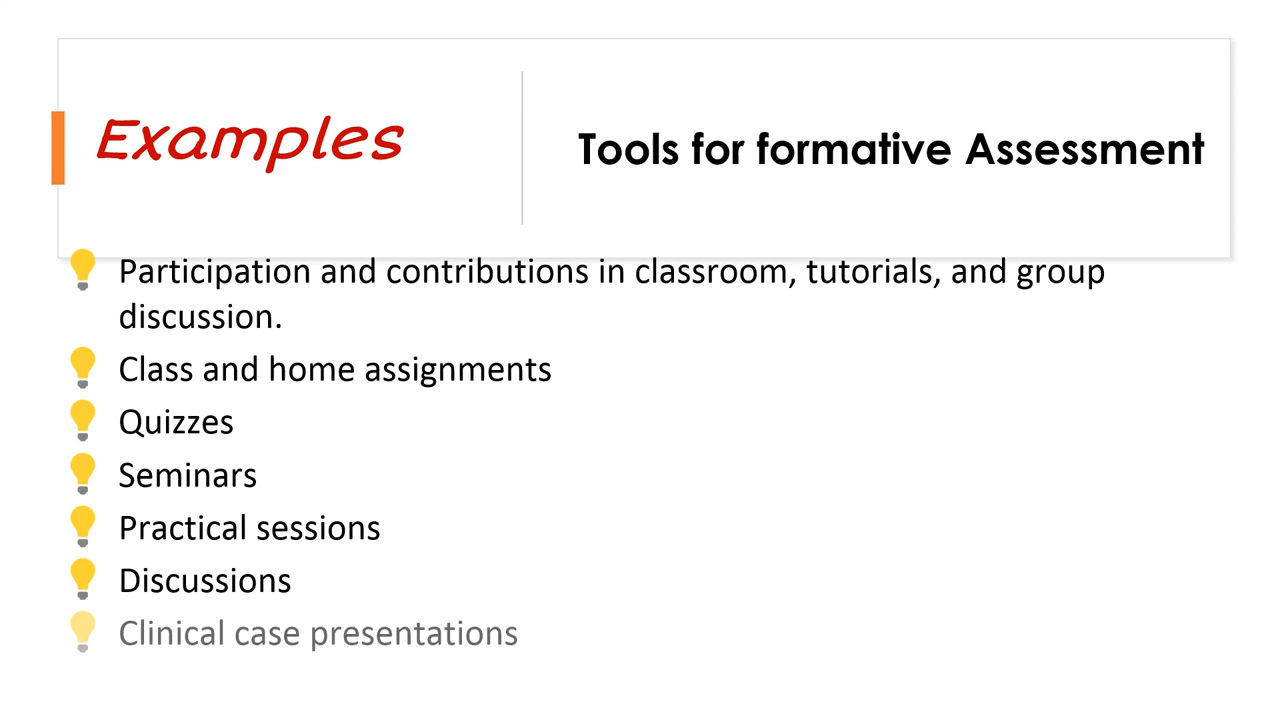 Examples
Tools for formative Assessment
Participation and contributions in classroom, tutorials, and group
discussion.
Class and home assignments
Quizzes
Seminars
Practical sessions
Discussions
Clinical case presentations